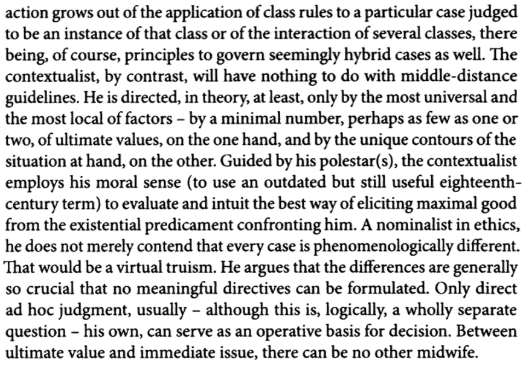 action grows out of the application of class rules to a particular case judged
to be an instance of that class or of the interaction of several classes, there
being, of course, principles to govern seemingly hybrid cases as well. The
contextualist, by contrast, will have nothing to do with middle-distance
guidelines. He is directed, in theory, at least, only by the most universal and
the most local of factors – by a minimal number, perhaps as few as one or
two, of ultimate values, on the one hand, and by the unique contours of the
situation at hand, on the other. Guided by his polestar(s), the contextualist
employs his moral sense (to use an outdated but still useful eighteenth-
century term) to evaluate and intuit the best way of eliciting maximal good
from the existential predicament confronting him. A nominalist in ethics,
he does not merely contend that every case is phenomenologically different.
That would be a virtual truism. He argues that the differences are generally
so crucial that no meaningful directives can be formulated. Only direct
ad hoc judgment, usually – although this is, logically, a wholly separate
question – his own, can serve as an operative basis for decision. Between
ultimate value and immediate issue, there can be no other midwife.